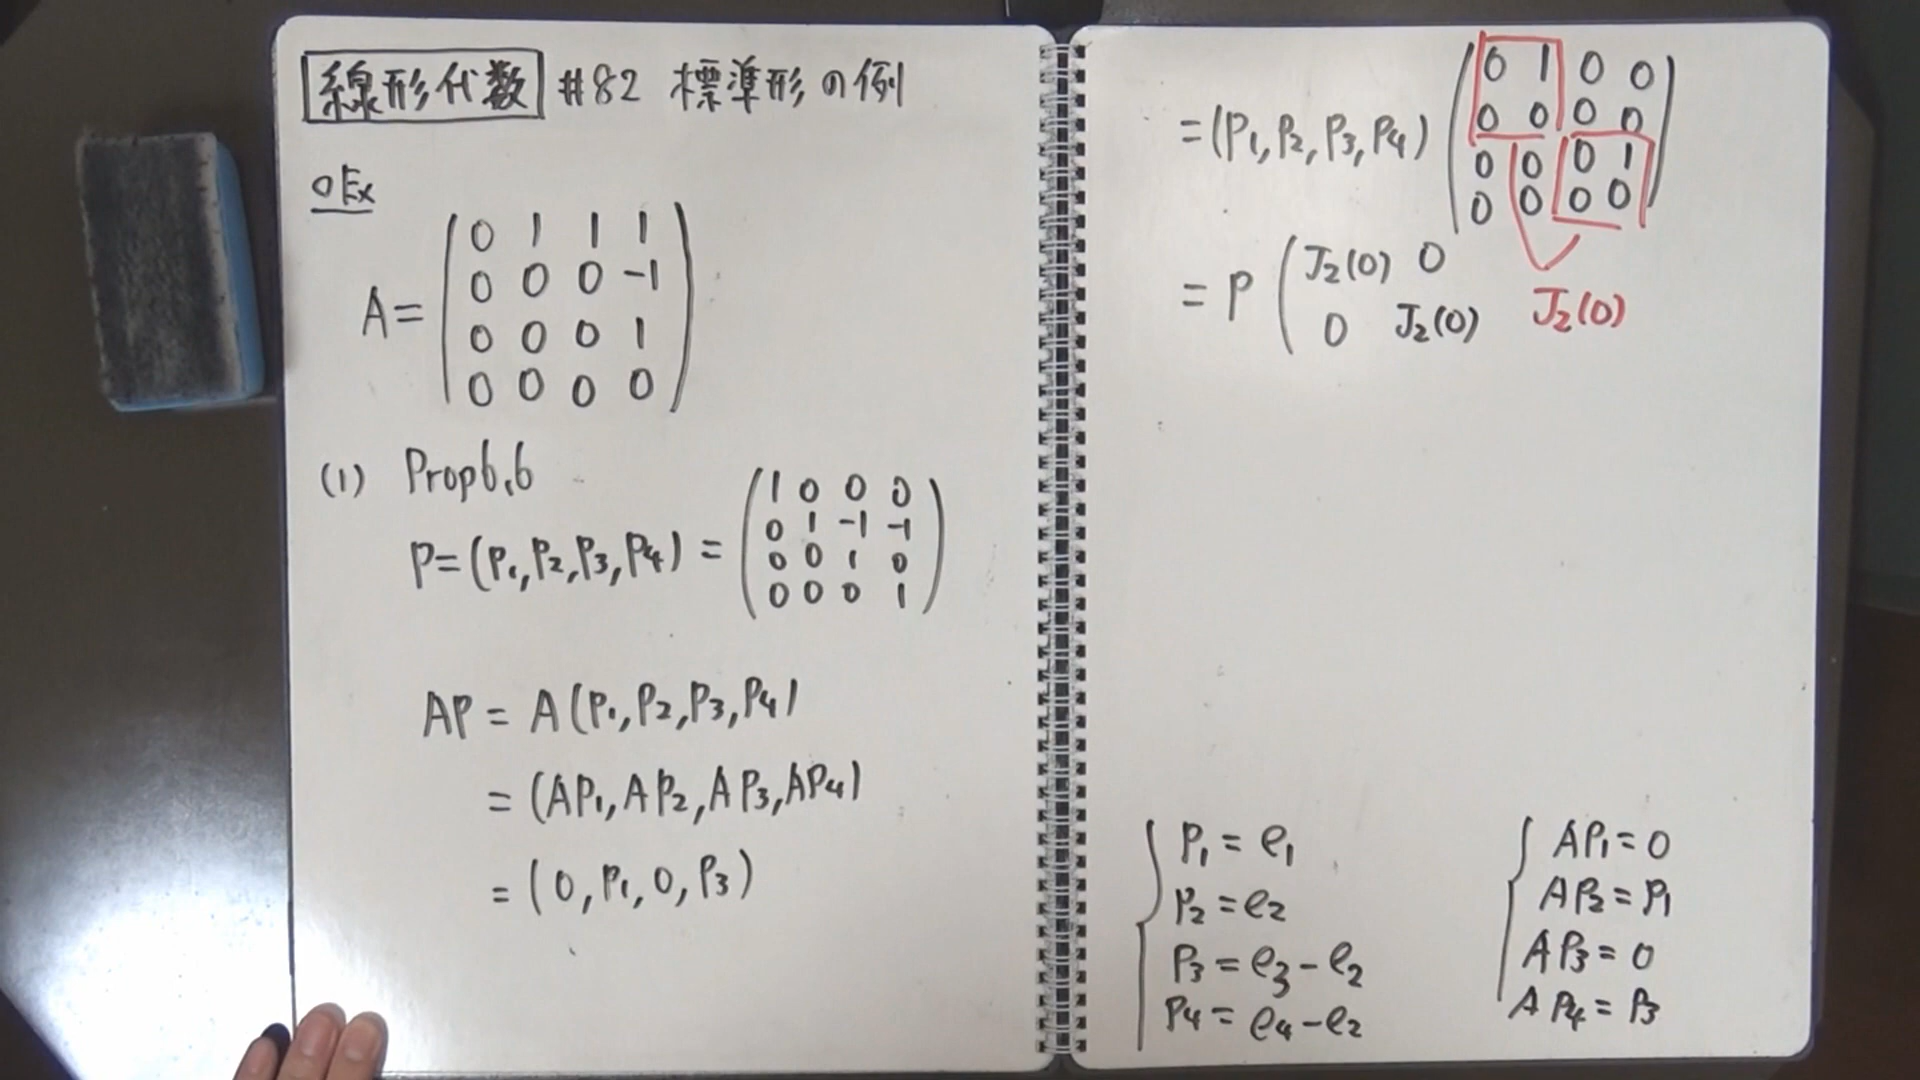 線形代数 #82 標準形の例
○Ex
A = ( 0 1 1 1
0 0 0 -1
0 0 0 1
0 0 0 0 )
(1) Prop6.6
P = (P1, P2, P3, P4) = ( 1 0 0 0
0 1 -1 -1
0 0 1 0
0 0 0 1 )
AP = A(P1, P2, P3, P4)
= (AP1, AP2, AP3, AP4)
= (0, P1, 0, P3)
= (P1, P2, P3, P4) ( 0 1 0 0
0 0 0 0
0 0 0 1
0 0 0 0 )
= P ( J2(0) 0
0 J2(0)
J2(0)
P1 = e1
P2 = e2
P3 = e3 - e2
P4 = e4 - e2
AP1 = 0
AP2 = P1
AP3 = 0
AP4 = P3